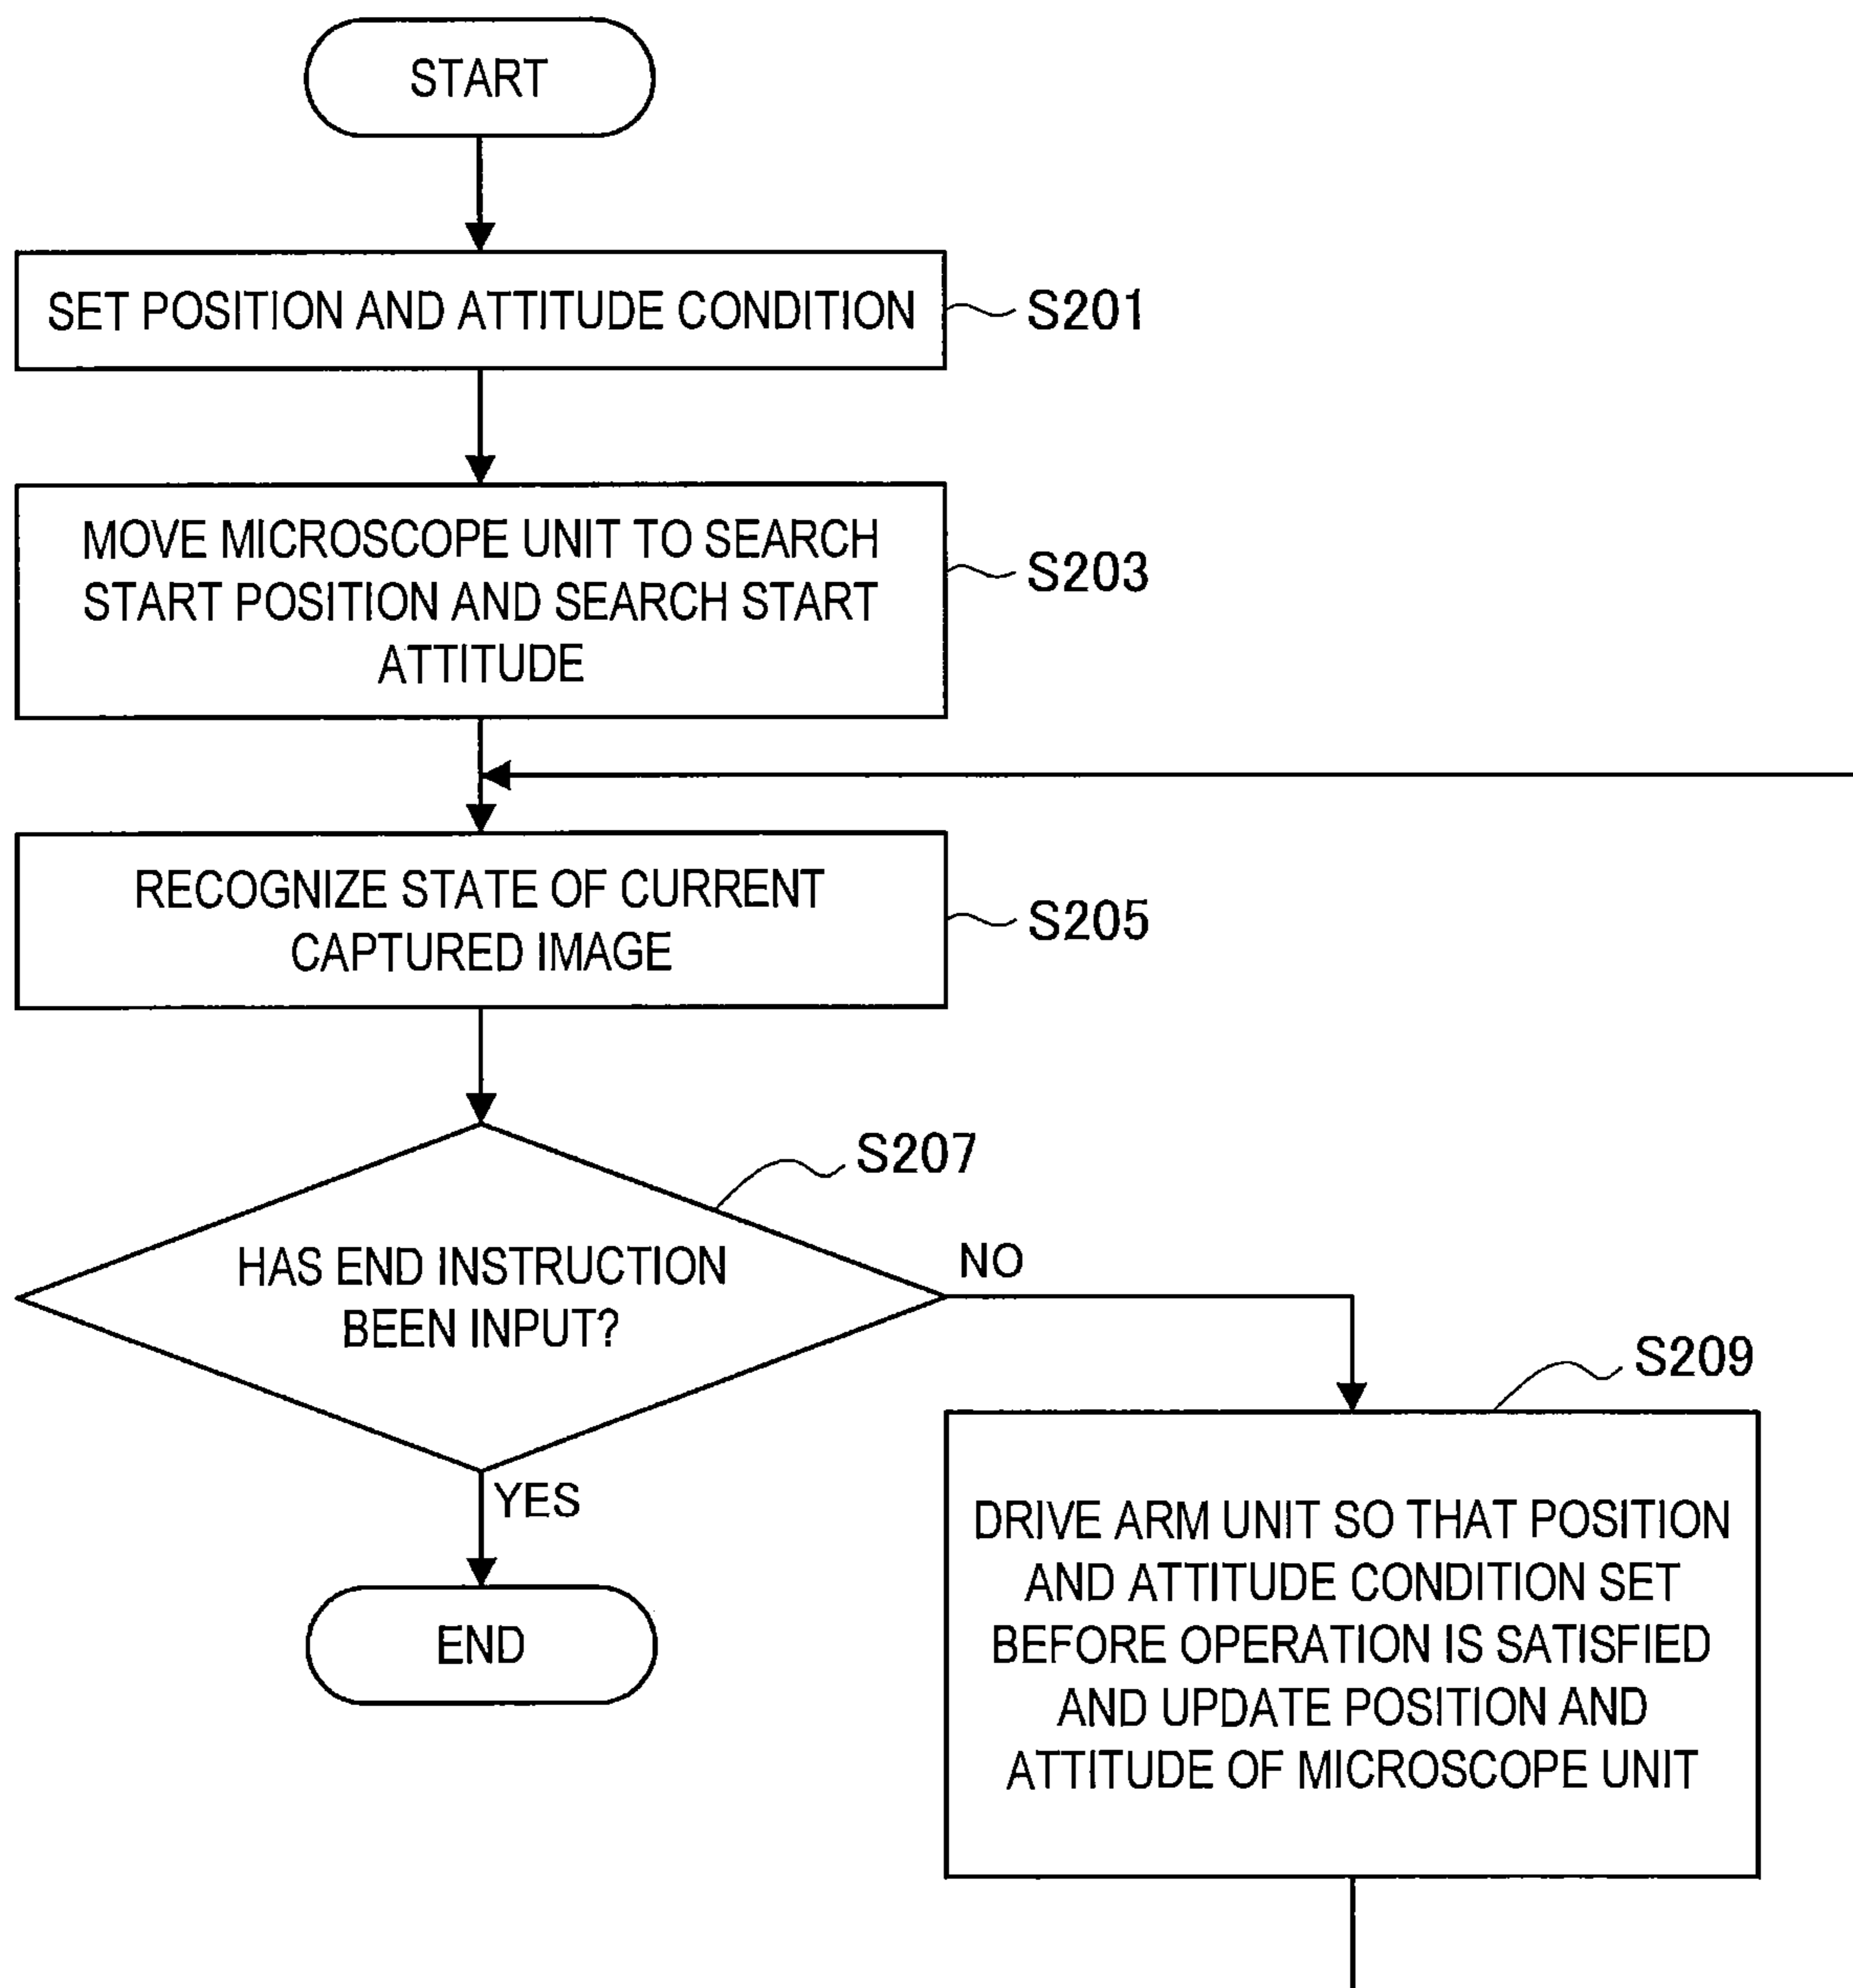 START
SET POSITION AND ATTITUDE CONDITION
S201
MOVE MICROSCOPE UNIT TO SEARCH
START POSITION AND SEARCH START
ATTITUDE
S203
RECOGNIZE STATE OF CURRENT
CAPTURED IMAGE
S205
S207
HAS END INSTRUCTION
BEEN INPUT?
NO
YES
END
S209
DRIVE ARM UNIT SO THAT POSITION
AND ATTITUDE CONDITION SET
BEFORE OPERATION IS SATISFIED
AND UPDATE POSITION AND
ATTITUDE OF MICROSCOPE UNIT